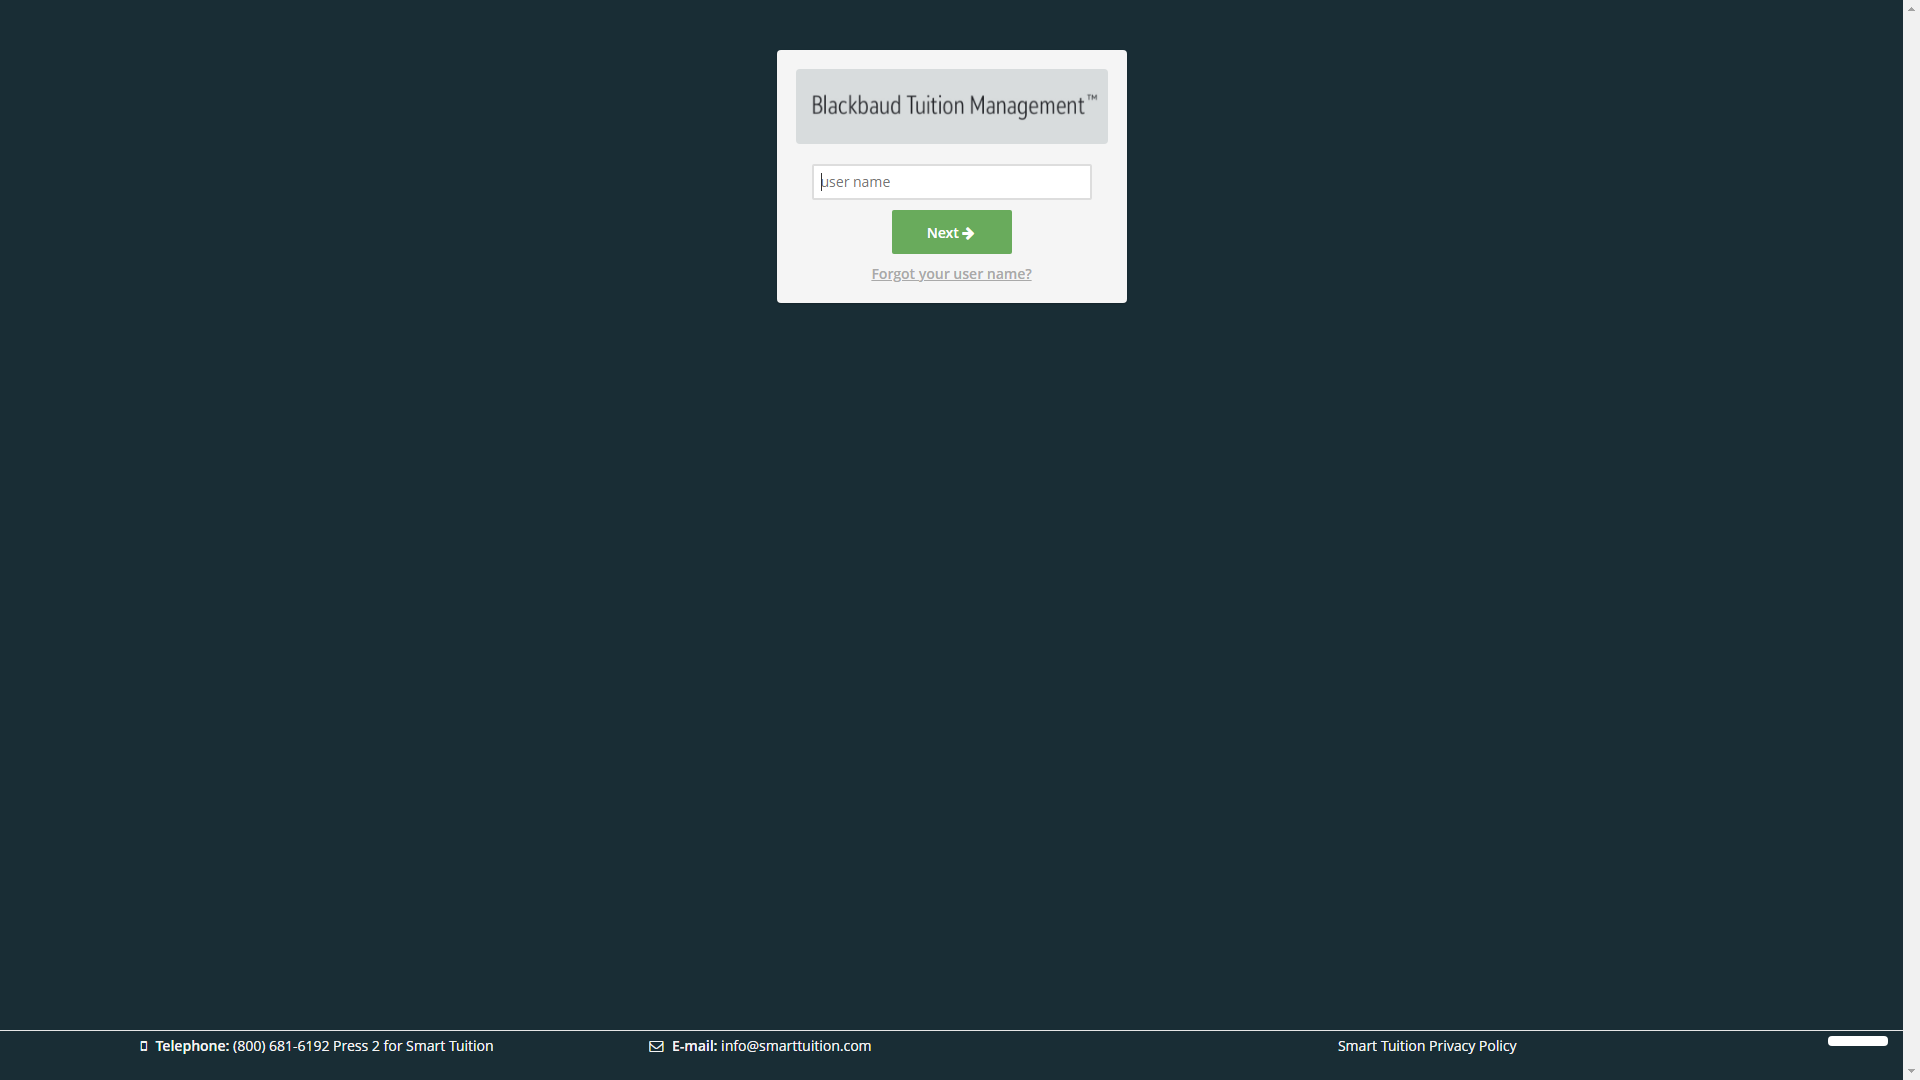 Blackbaud Tuition Management™
user name
Next
Forgot your user name?
Telephone: (800) 681-6192 Press 2 for Smart Tuition
E-mail: info@smarttuition.com
Smart Tuition Privacy Policy